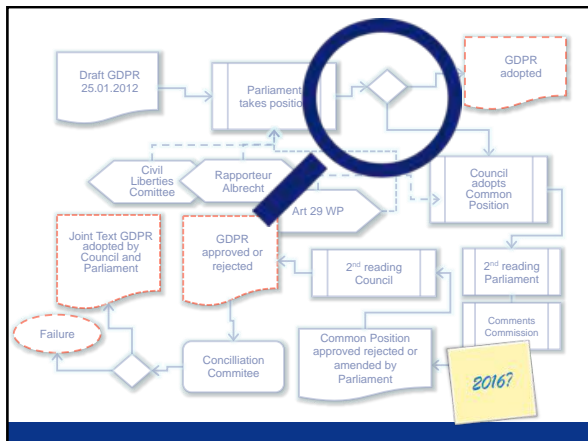 Draft GDPR
25.01.2012
Parliament
takes position
GDPR
adopted
Civil
Liberties
Comittee
Rapporteur
Albrecht
Art 29 WP
Council
adopts
Common
Position
Joint Text GDPR
adopted by
Council and
Parliament
GDPR
approved or
rejected
2nd reading
Council
2nd reading
Parliament
Comments
Commission
Failure
Concilliation
Commitee
Common Position
approved rejected or
amended by
Parliament
2016?